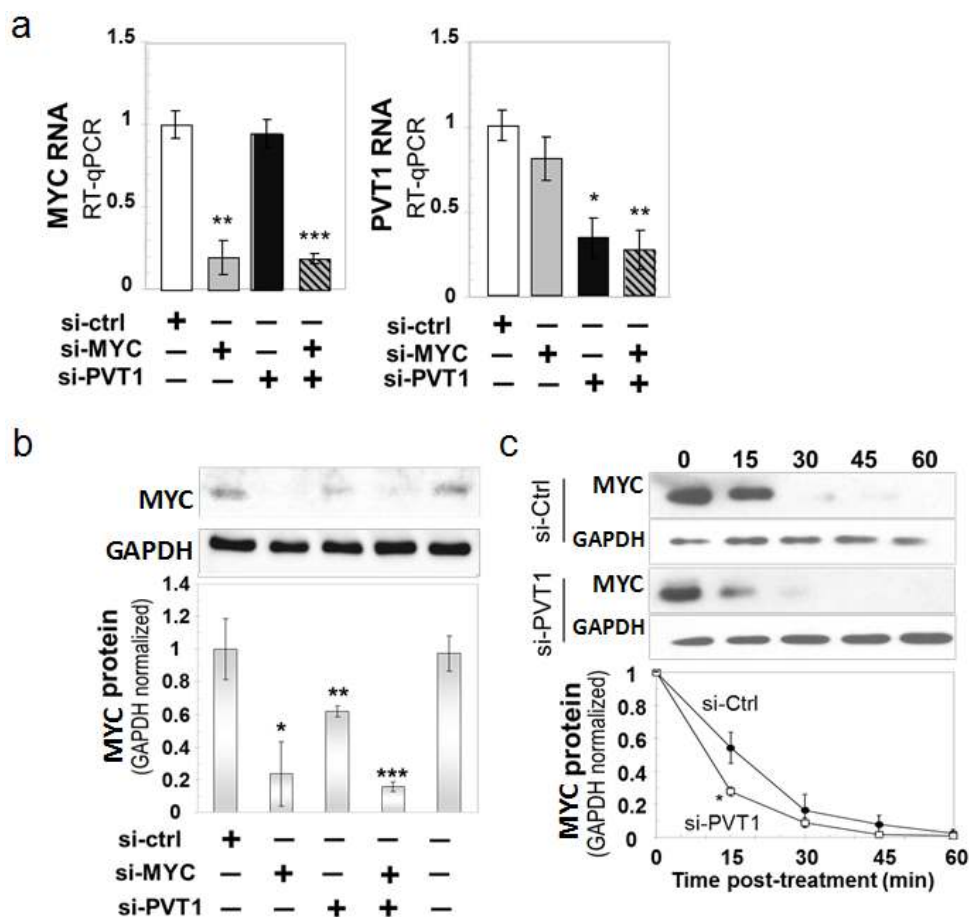 a
1.5
1
0.5
0
MYC RNA
RT-qPCR
**
***
si-ctrl + – – –
si-MYC – + – +
si-PVT1 – – + +
1.5
1
0.5
0
PVT1 RNA
RT-qPCR
*
**
si-ctrl + – – –
si-MYC – + – +
si-PVT1 – – + +
b
MYC
GAPDH
1.4
1.2
1.0
0.8
0.6
0.4
0.2
0
MYC protein
(GAPDH normalized)
*
**
***
si-ctrl + – – – –
si-MYC – + – + –
si-PVT1 – – + + –
c
0 15 30 45 60
si-Ctrl
MYC
GAPDH
si-PVT1
MYC
GAPDH
1
0.8
0.6
0.4
0.2
0
MYC protein
(GAPDH normalized)
si-Ctrl
*
si-PVT1
0 15 30 45 60
Time post-treatment (min)